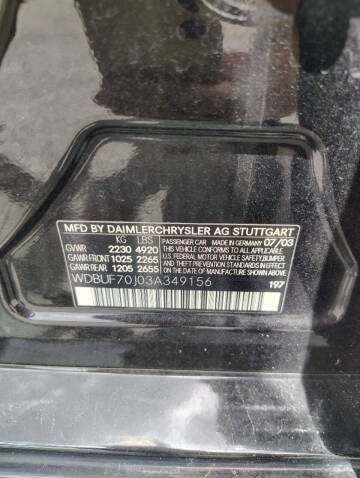 MFD BY DAIMLERCHRYSLER AG STUTTGART
KG LBS PASSENGER CAR MADE IN GERMANY 07/03
GVWR 2230 4920 THIS VEHICLE CONFORMS TO ALL APPLICABLE
GAWR FRONT 1025 2265 U.S. FEDERAL MOTOR VEHICLE SAFETY, BUMPER
GAWR REAR 1205 2655 AND THEFT PREVENTION STANDARDS IN EFFECT
ON THE DATE OF MANUFACTURE SHOWN ABOVE
WDBUF70J03A349156 197